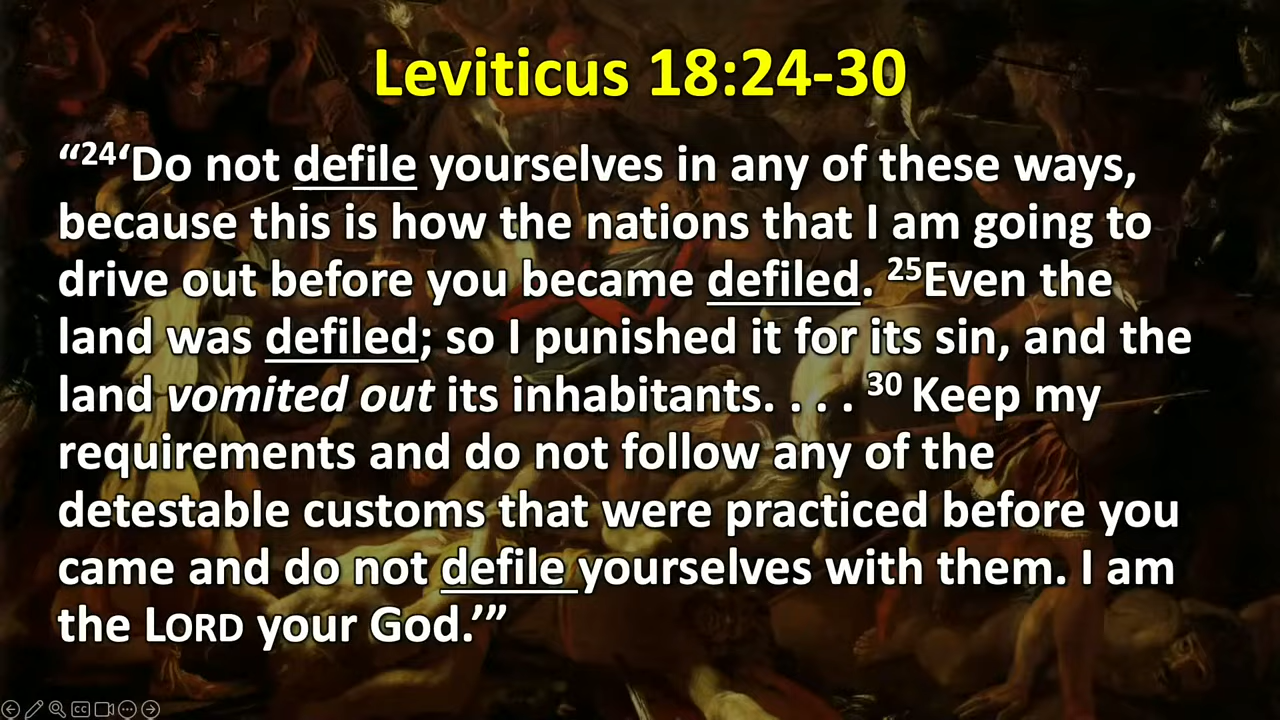 Leviticus 18:24-30
“24‘Do not defile yourselves in any of these ways,
because this is how the nations that I am going to
drive out before you became defiled. 25Even the
land was defiled; so I punished it for its sin, and the
land vomited out its inhabitants. . . . 30 Keep my
requirements and do not follow any of the
detestable customs that were practiced before you
came and do not defile yourselves with them. I am
the LORD your God.’”
CC